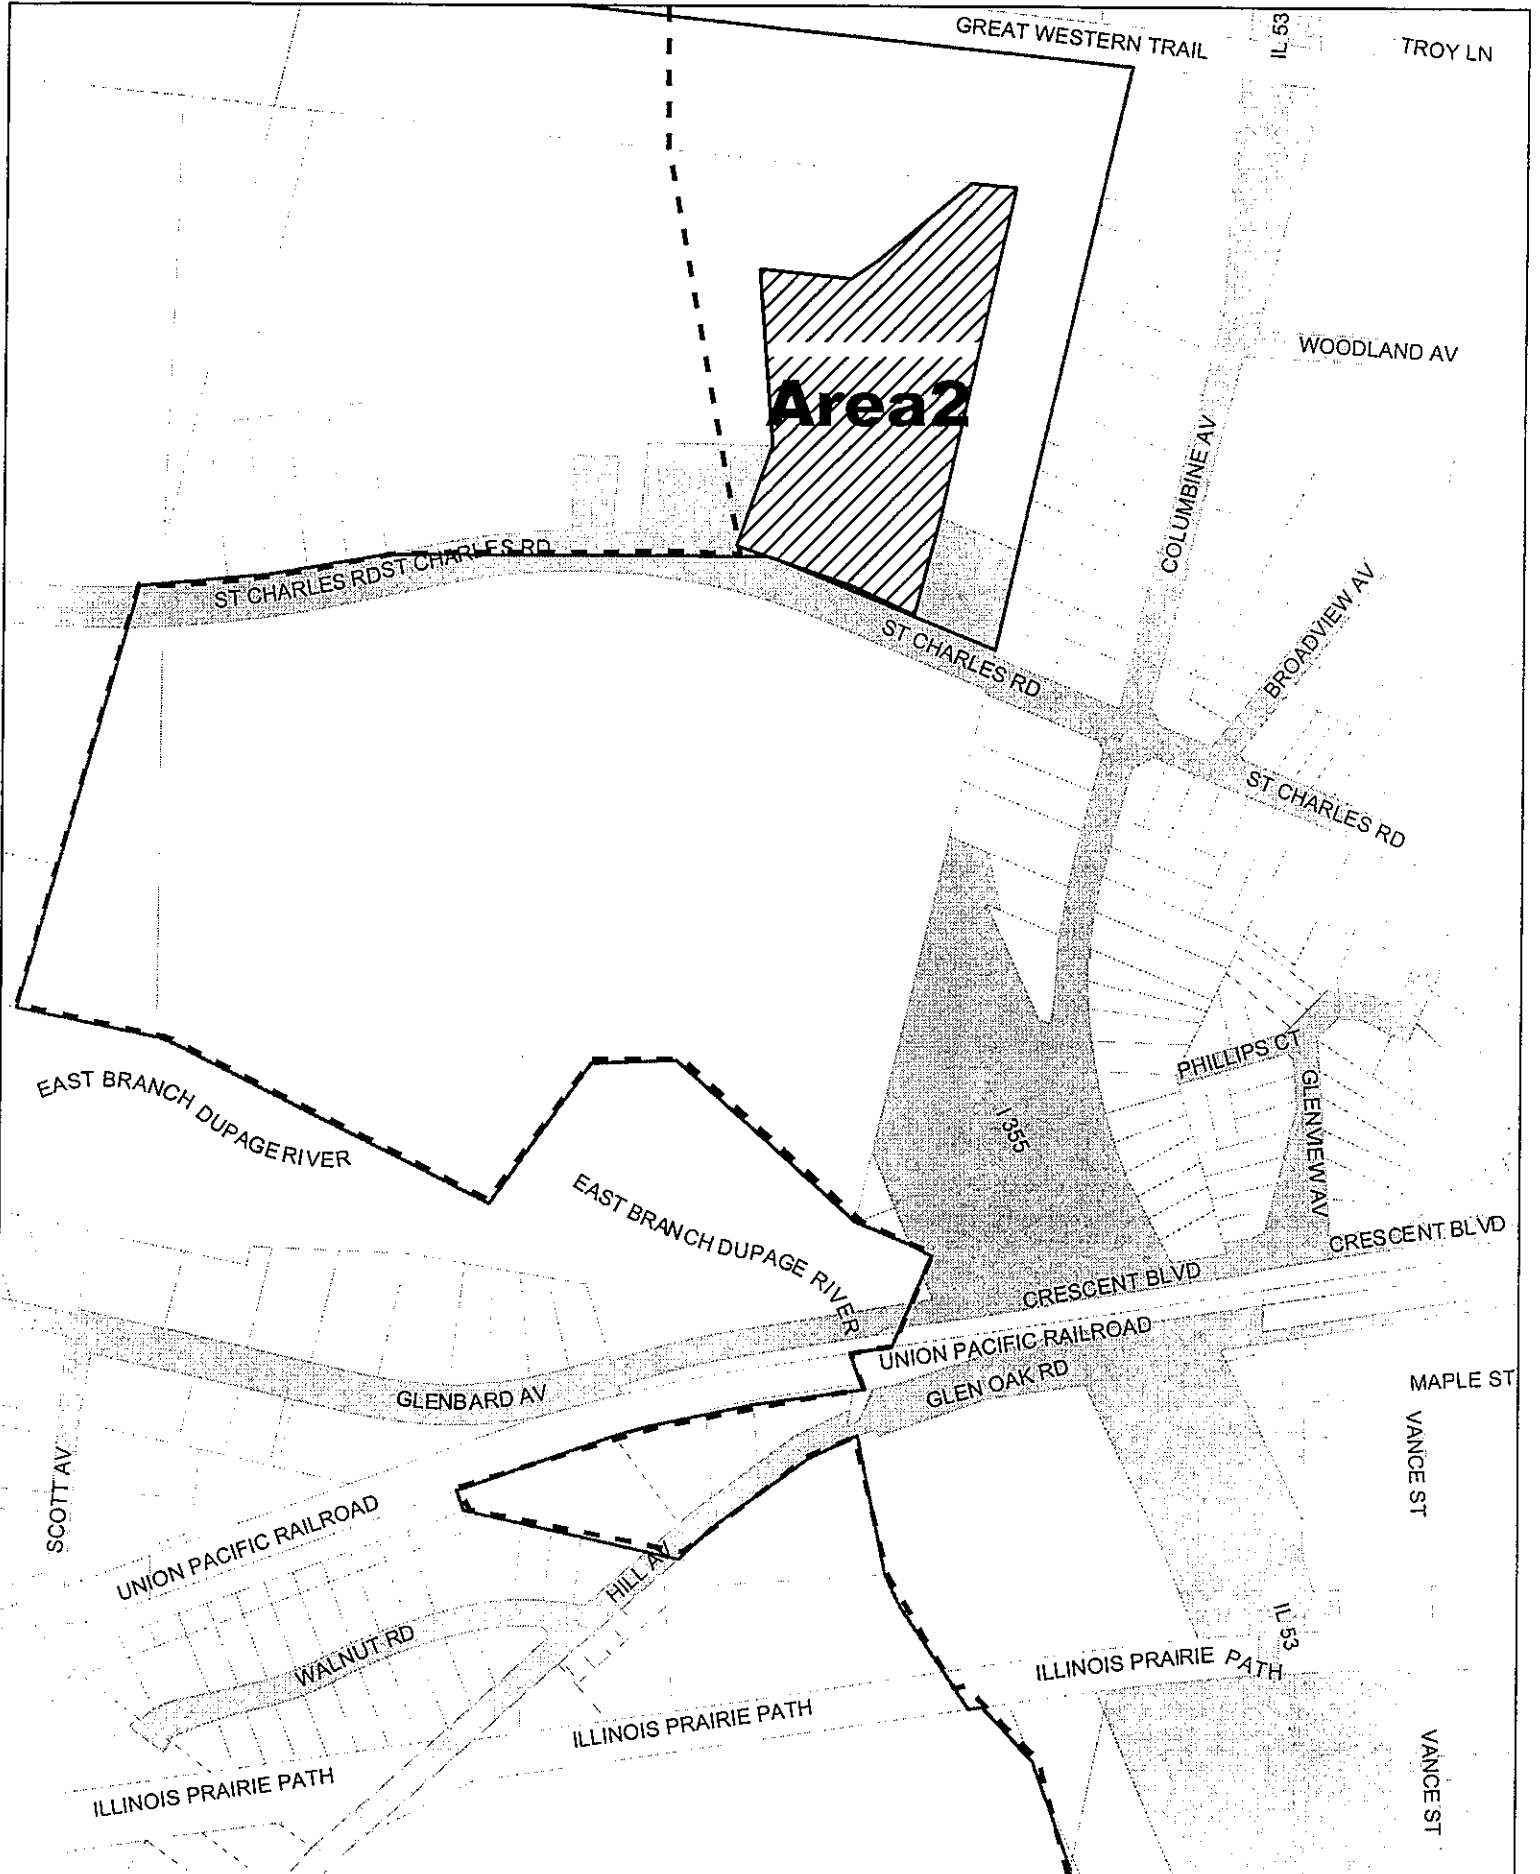 GREAT WESTERN TRAIL
IL 53
TROY LN
WOODLAND AV
Area2
COLUMBINE AV
ST CHARLES RD
ST CHARLES RD
BROADVIEW AV
ST CHARLES RD
ST CHARLES RD
PHILLIPS CT
GLENVIEW AV
EAST BRANCH DUPAGE RIVER
I 355
EAST BRANCH DUPAGE RIVER
CRESCENT BLVD
CRESCENT BLVD
UNION PACIFIC RAILROAD
GLEN OAK RD
GLENBARD AV
MAPLE ST
VANCE ST
SCOTT AV
UNION PACIFIC RAILROAD
HILL AV
WALNUT RD
IL 53
ILLINOIS PRAIRIE PATH
ILLINOIS PRAIRIE PATH
ILLINOIS PRAIRIE PATH
VANCE ST